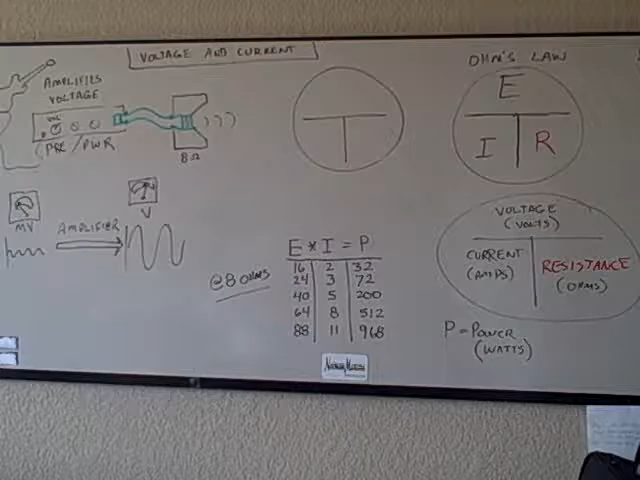 VOLTAGE AND CURRENT
AMPLIFIES
VOLTAGE
VOL
PRE/PWR
8Ω
MV
AMPLIFIER
V
@8 OHMS
E * I = P
16 2 32
24 3 72
40 5 200
64 8 512
88 11 968
OHM'S LAW
E
I R
VOLTAGE
(VOLTS)
CURRENT
(AMPS)
RESISTANCE
(OHMS)
P = POWER
(WATTS)